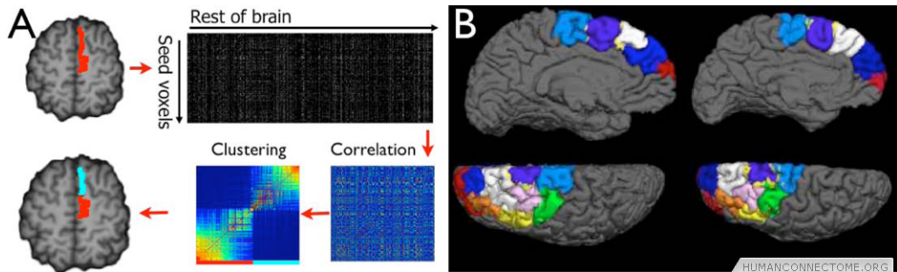 A
Rest of brain
Seed voxels
Clustering
Correlation
B
HUMANCONNECTOME.ORG